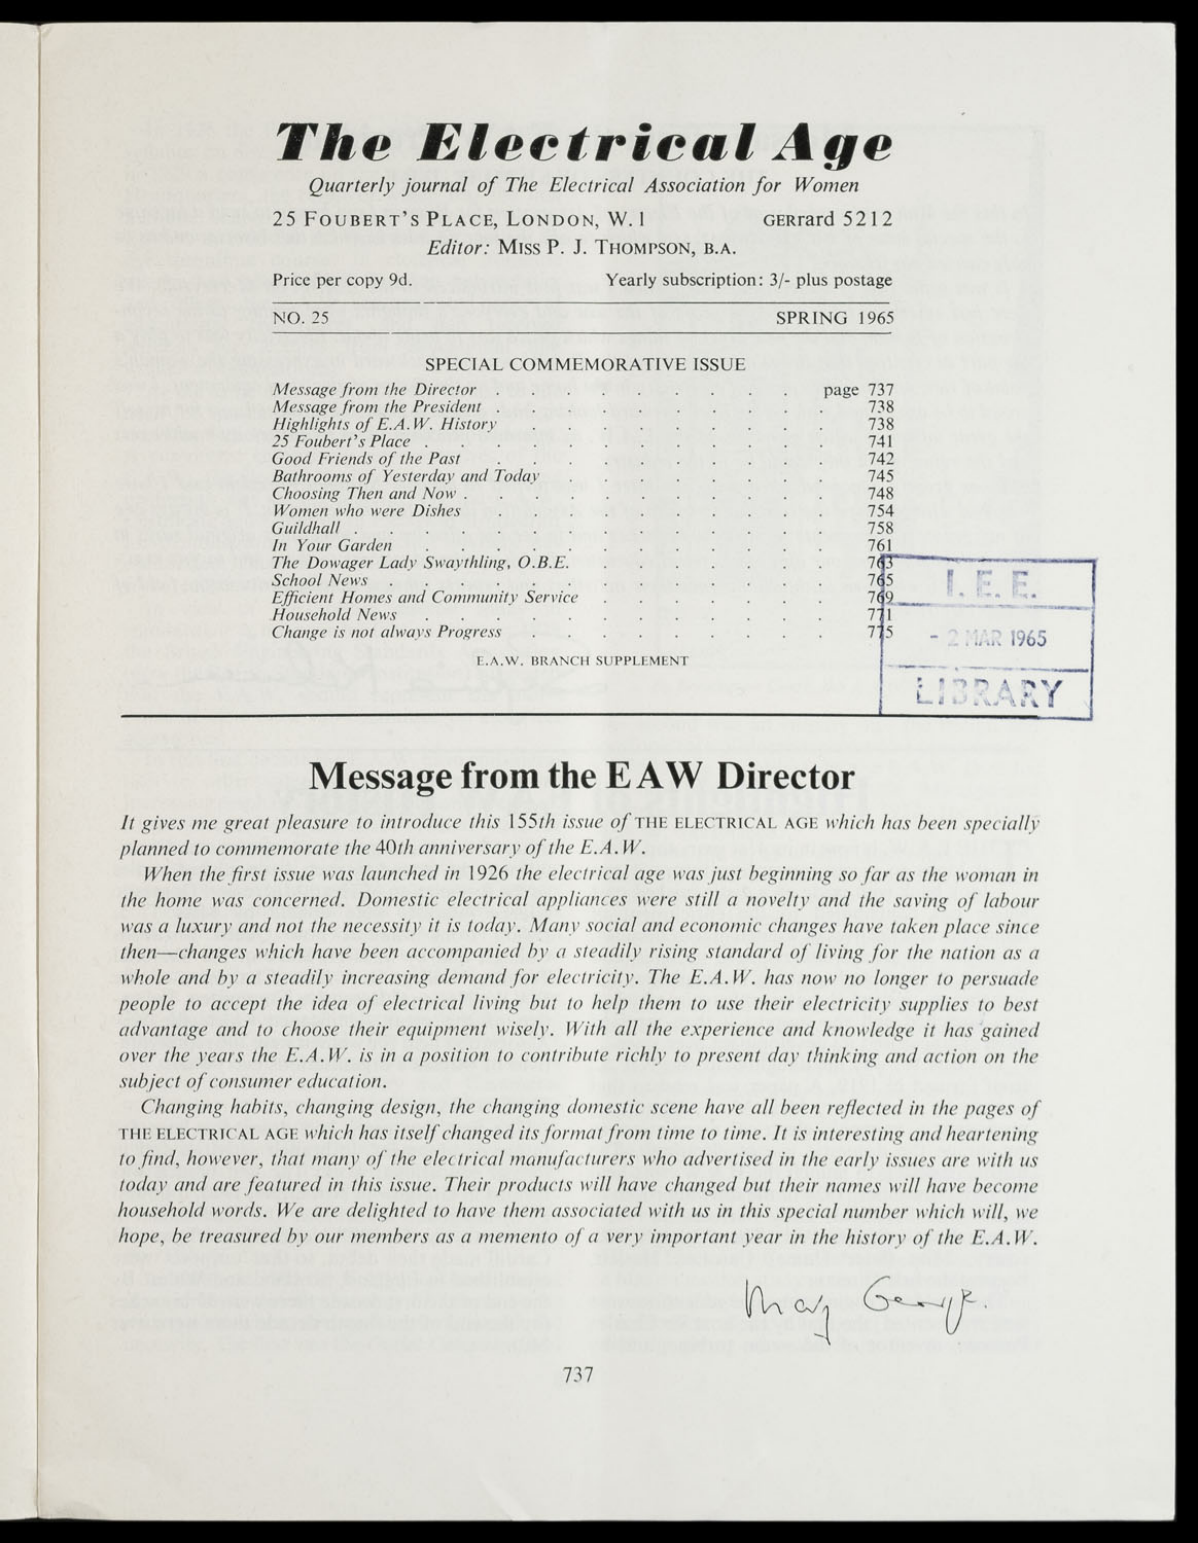 The Electrical Age
Quarterly journal of The Electrical Association for Women
25 FOUBERT'S PLACE, LONDON, W.1 GERrard 5212
Editor: MISS P. J. THOMPSON, B.A.
Price per copy 9d. Yearly subscription: 3/- plus postage
NO. 25 SPRING 1965
SPECIAL COMMEMORATIVE ISSUE
Message from the Director . . . . . . . . . page 737
Message from the President . . . . . . . . . . 738
Highlights of E.A.W. History . . . . . . . . . 738
25 Foubert's Place . . . . . . . . . . . . 741
Good Friends of the Past . . . . . . . . . . 742
Bathrooms of Yesterday and Today . . . . . . . . 745
Choosing Then and Now . . . . . . . . . . . 748
Women who were Dishes . . . . . . . . . . 754
Guildhall . . . . . . . . . . . . . . 758
In Your Garden . . . . . . . . . . . . 761
The Dowager Lady Swaythling, O.B.E. . . . . . . . 763
School News . . . . . . . . . . . . . 765
Efficient Homes and Community Service . . . . . . . 769
Household News . . . . . . . . . . . . 771
Change is not always Progress . . . . . . . . . 775
E.A.W. BRANCH SUPPLEMENT
I. E. E.
- 2 MAR 1965
LIBRARY
Message from the EAW Director
It gives me great pleasure to introduce this 155th issue of THE ELECTRICAL AGE which has been specially
planned to commemorate the 40th anniversary of the E.A.W.
When the first issue was launched in 1926 the electrical age was just beginning so far as the woman in
the home was concerned. Domestic electrical appliances were still a novelty and the saving of labour
was a luxury and not the necessity it is today. Many social and economic changes have taken place since
then—changes which have been accompanied by a steadily rising standard of living for the nation as a
whole and by a steadily increasing demand for electricity. The E.A.W. has now no longer to persuade
people to accept the idea of electrical living but to help them to use their electricity supplies to best
advantage and to choose their equipment wisely. With all the experience and knowledge it has gained
over the years the E.A.W. is in a position to contribute richly to present day thinking and action on the
subject of consumer education.
Changing habits, changing design, the changing domestic scene have all been reflected in the pages of
THE ELECTRICAL AGE which has itself changed its format from time to time. It is interesting and heartening
to find, however, that many of the electrical manufacturers who advertised in the early issues are with us
today and are featured in this issue. Their products will have changed but their names will have become
household words. We are delighted to have them associated with us in this special number which will, we
hope, be treasured by our members as a memento of a very important year in the history of the E.A.W.
Mary George.
737